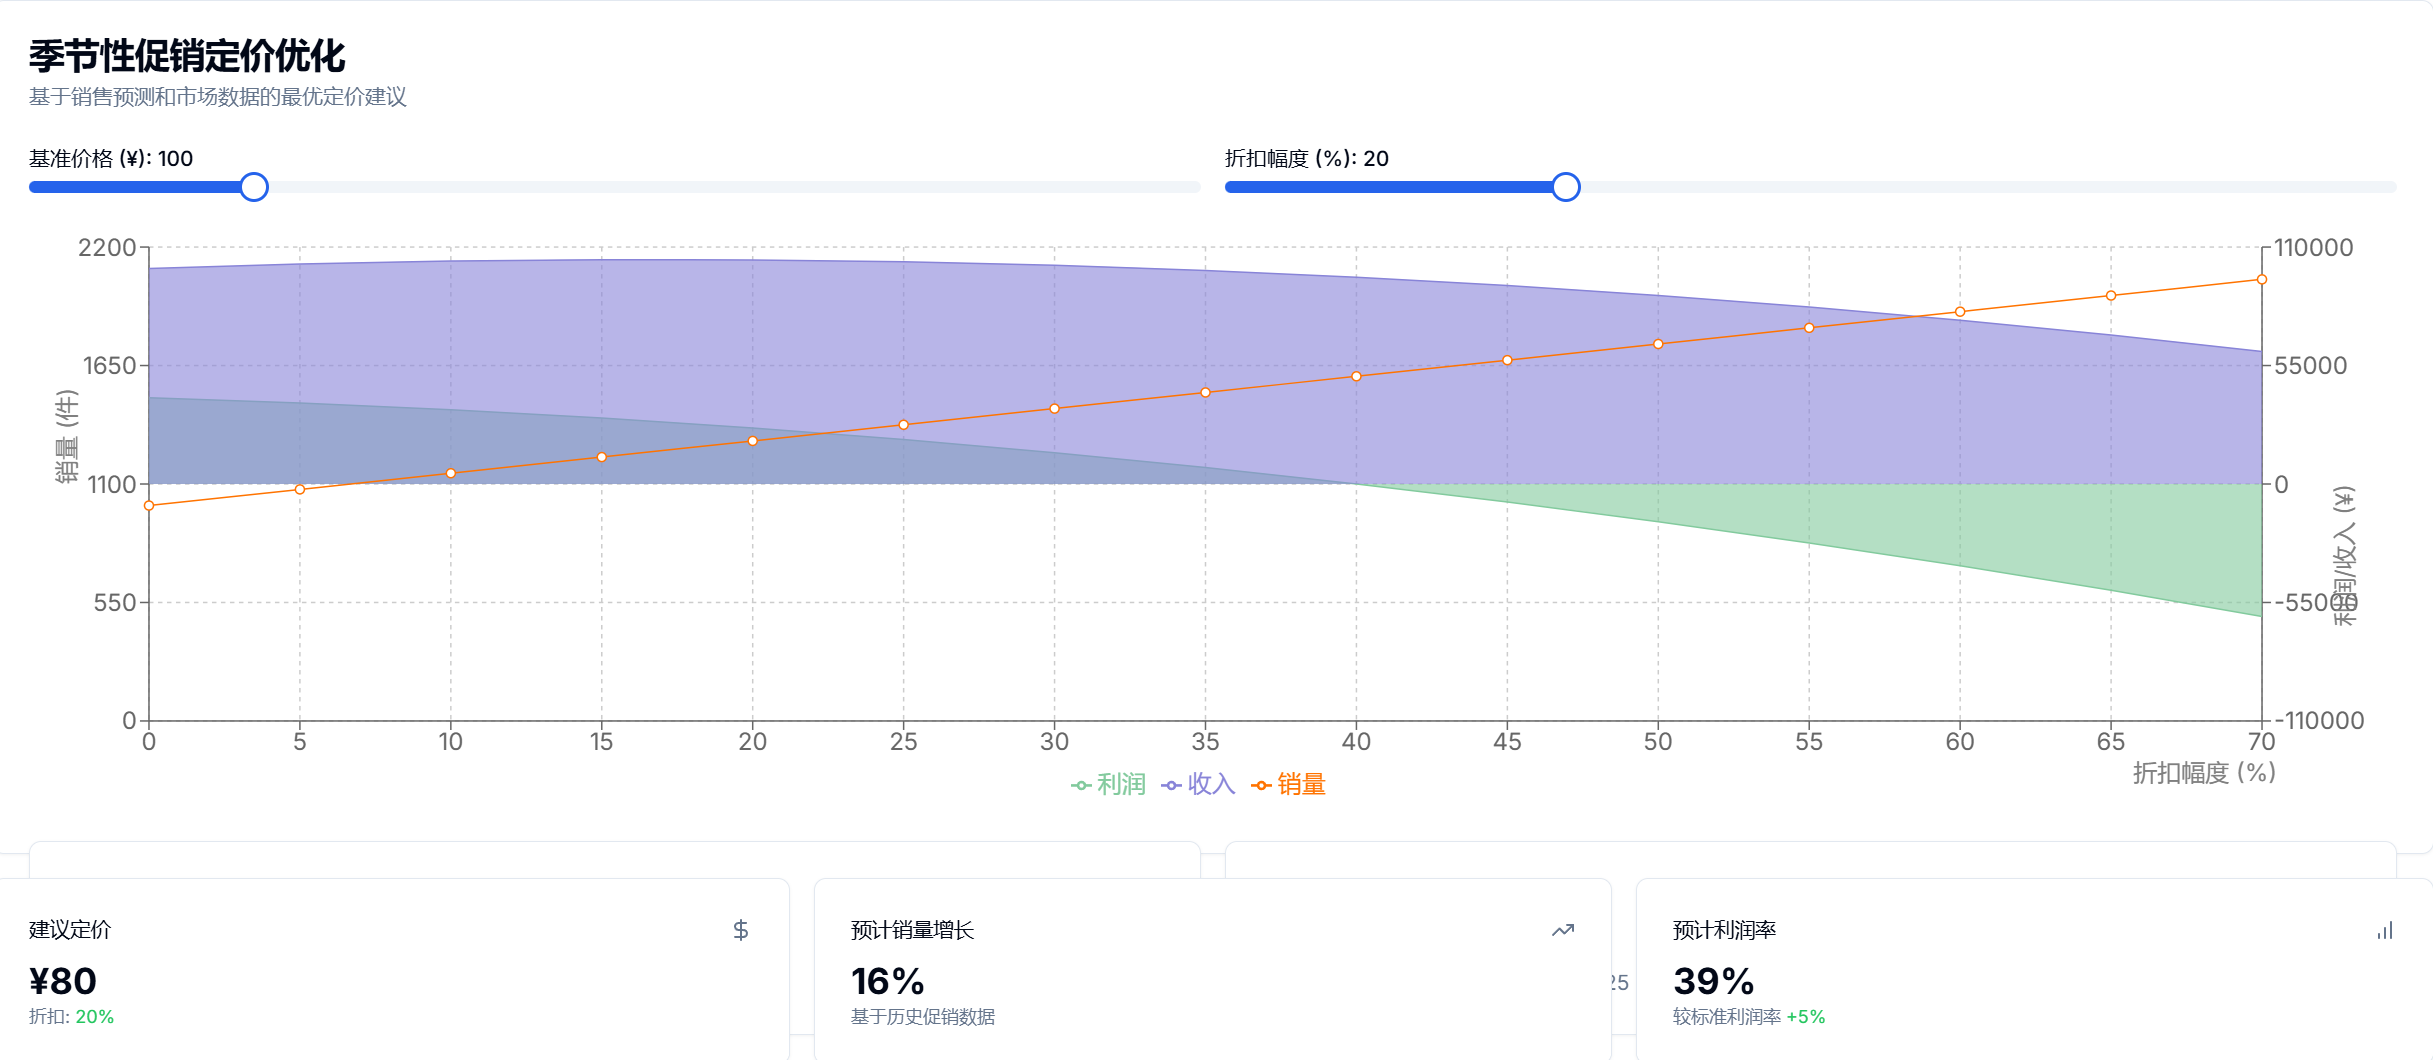 季节性促销定价优化
基于销售预测和市场数据的最优定价建议
基准价格 (¥): 100
折扣幅度 (%): 20
2200
1650
1100
550
0
销量 (件)
110000
55000
0
-55000
-110000
利润/收入 (¥)
0 5 10 15 20 25 30 35 40 45 50 55 60 65 70
折扣幅度 (%)
利润 收入 销量
建议定价
¥80
折扣: 20%
预计销量增长
16%
基于历史促销数据
25
预计利润率
39%
较标准利润率 +5%